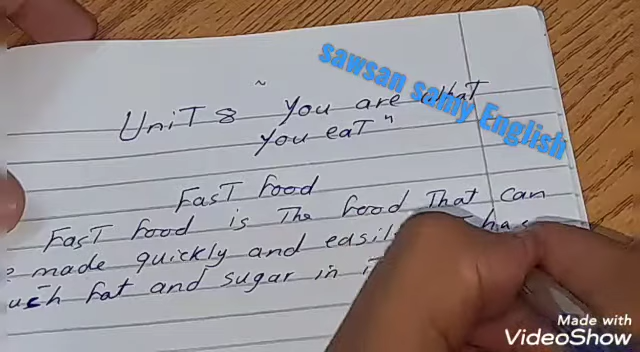 sawsan samy English
Unit 8 " You are what
you eat"
Fast food
Fast food is The food That can
made quickly and easil
fat and sugar in
Made with
VideoShow